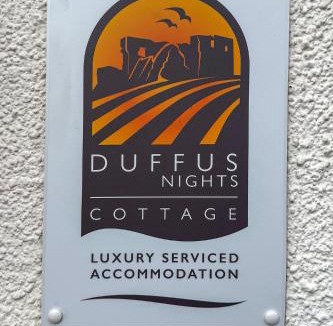 DUFFUS
NIGHTS
COTTAGE
LUXURY SERVICED
ACCOMMODATION